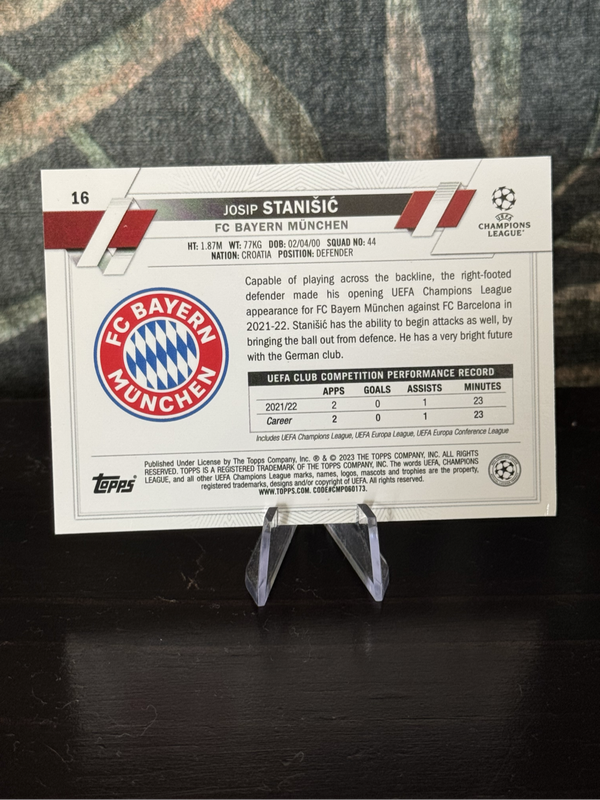 16
JOSIP STANIŠIĆ
FC BAYERN MÜNCHEN
HT: 1.87M WT: 77KG DOB: 02/04/00 SQUAD NO: 44
NATION: CROATIA POSITION: DEFENDER
UEFA
CHAMPIONS
LEAGUE
Capable of playing across the backline, the right-footed
defender made his opening UEFA Champions League
appearance for FC Bayern München against FC Barcelona in
2021-22. Stanišić has the ability to begin attacks as well, by
bringing the ball out from defence. He has a very bright future
with the German club.
FC BAYERN
MÜNCHEN
UEFA CLUB COMPETITION PERFORMANCE RECORD
APPS GOALS ASSISTS MINUTES
2021/22 2 0 1 23
Career 2 0 1 23
Includes UEFA Champions League, UEFA Europa League, UEFA Europa Conference League
Topps
Published Under License by The Topps Company, Inc. ® & © 2023 THE TOPPS COMPANY, INC. ALL RIGHTS
RESERVED. TOPPS IS A REGISTERED TRADEMARK OF THE TOPPS COMPANY, INC. The words UEFA, CHAMPIONS
LEAGUE, and all other UEFA Champions League marks, names, logos, mascots and trophies are the property,
registered trademarks, designs and/or copyright of UEFA. All rights reserved.
WWW.TOPPS.COM. CODE#CMP060173.